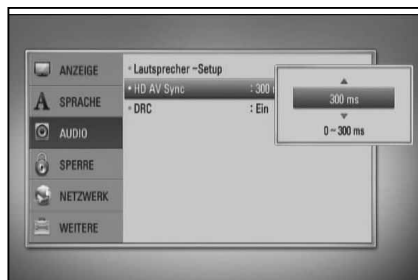 ANZEIGE
SPRACHE
AUDIO
SPERRE
NETZWERK
WEITERE
• Lautsprecher ~Setup
• HD AV Sync : 300
• DRC : Ein
300 ms
0 ~ 300 ms